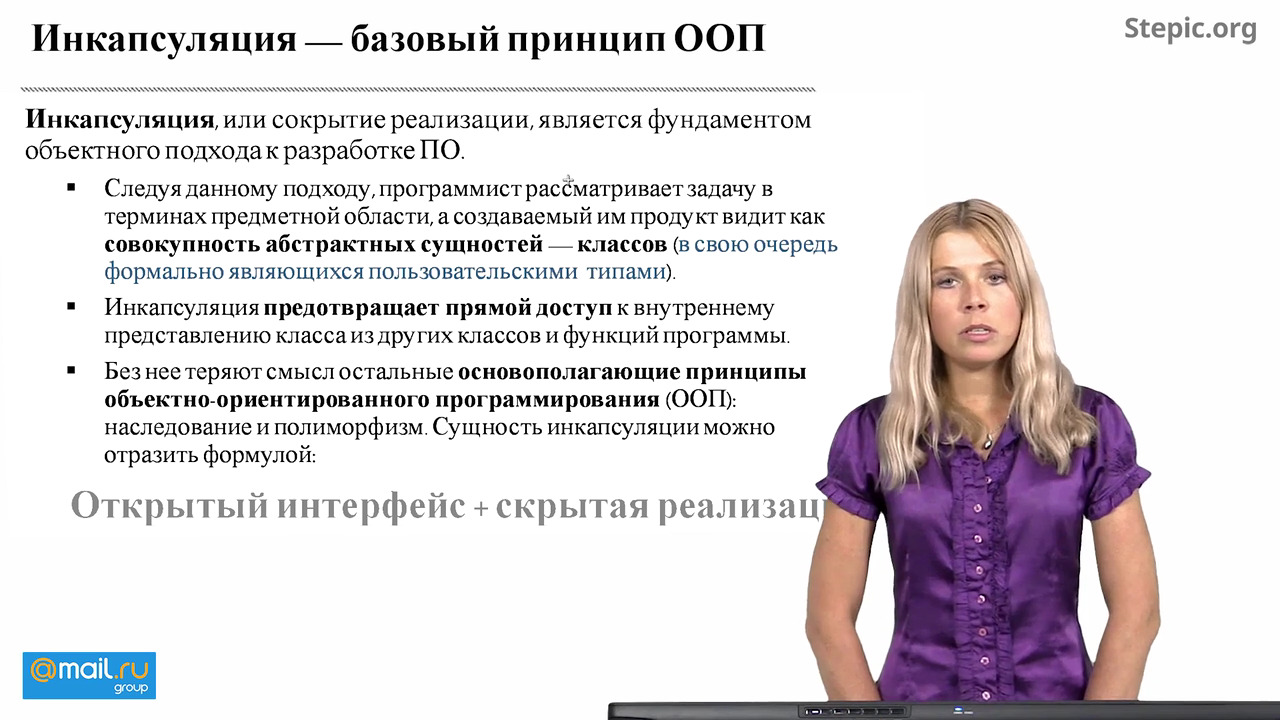 Инкапсуляция — базовый принцип ООП
Stepic.org
Инкапсуляция, или сокрытие реализации, является фундаментом
объектного подхода к разработке ПО.
▪ Следуя данному подходу, программист рассматривает задачу в
терминах предметной области, а создаваемый им продукт видит как
совокупность абстрактных сущностей — классов (в свою очередь
формально являющихся пользовательскими типами).
▪ Инкапсуляция предотвращает прямой доступ к внутреннему
представлению класса из других классов и функций программы.
▪ Без нее теряют смысл остальные основополагающие принципы
объектно-ориентированного программирования (ООП):
наследование и полиморфизм. Сущность инкапсуляции можно
отразить формулой:
Открытый интерфейс + скрытая реализац
@mail.ru
group